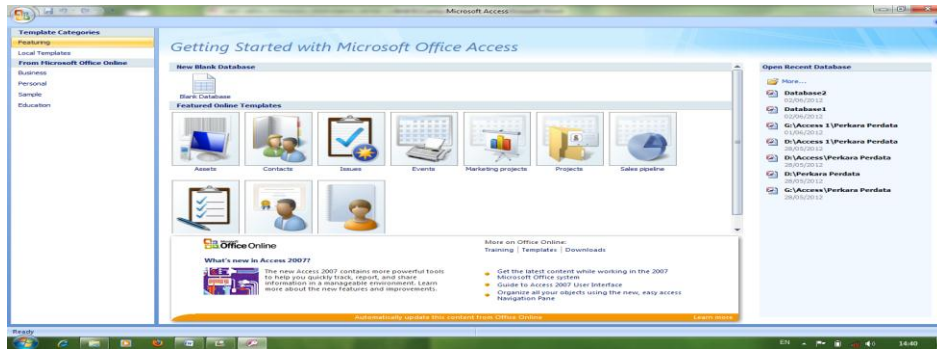 Microsoft Access
Template Categories
Featuring
Local Templates
From Microsoft Office Online
Business
Personal
Sample
Education
Getting Started with Microsoft Office Access
New Blank Database
Blank Database
Featured Online Templates
Assets
Contacts
Issues
Events
Marketing projects
Projects
Sales pipeline
Microsoft
Office Online
What's new in Access 2007?
The new Access 2007 contains more powerful tools
to help you quickly track, report, and share
information in a manageable environment. Learn
more about the new features and improvements.
More on Office Online:
Training | Templates | Downloads
Get the latest content while working in the 2007
Microsoft Office system
Guide to Access 2007 User Interface
Organize all your objects using the new, easy access
Navigation Pane
Automatically update this content from Office Online
Learn more
Open Recent Database
More...
Database2
02/06/2012
Database1
02/06/2012
G:\Access 1\Perkara Perdata
01/06/2012
D:\Access 1\Perkara Perdata
28/05/2012
D:\Access\Perkara Perdata
28/05/2012
D:\Perkara Perdata
28/05/2012
G:\Access\Perkara Perdata
28/05/2012
Ready
EN
14:40